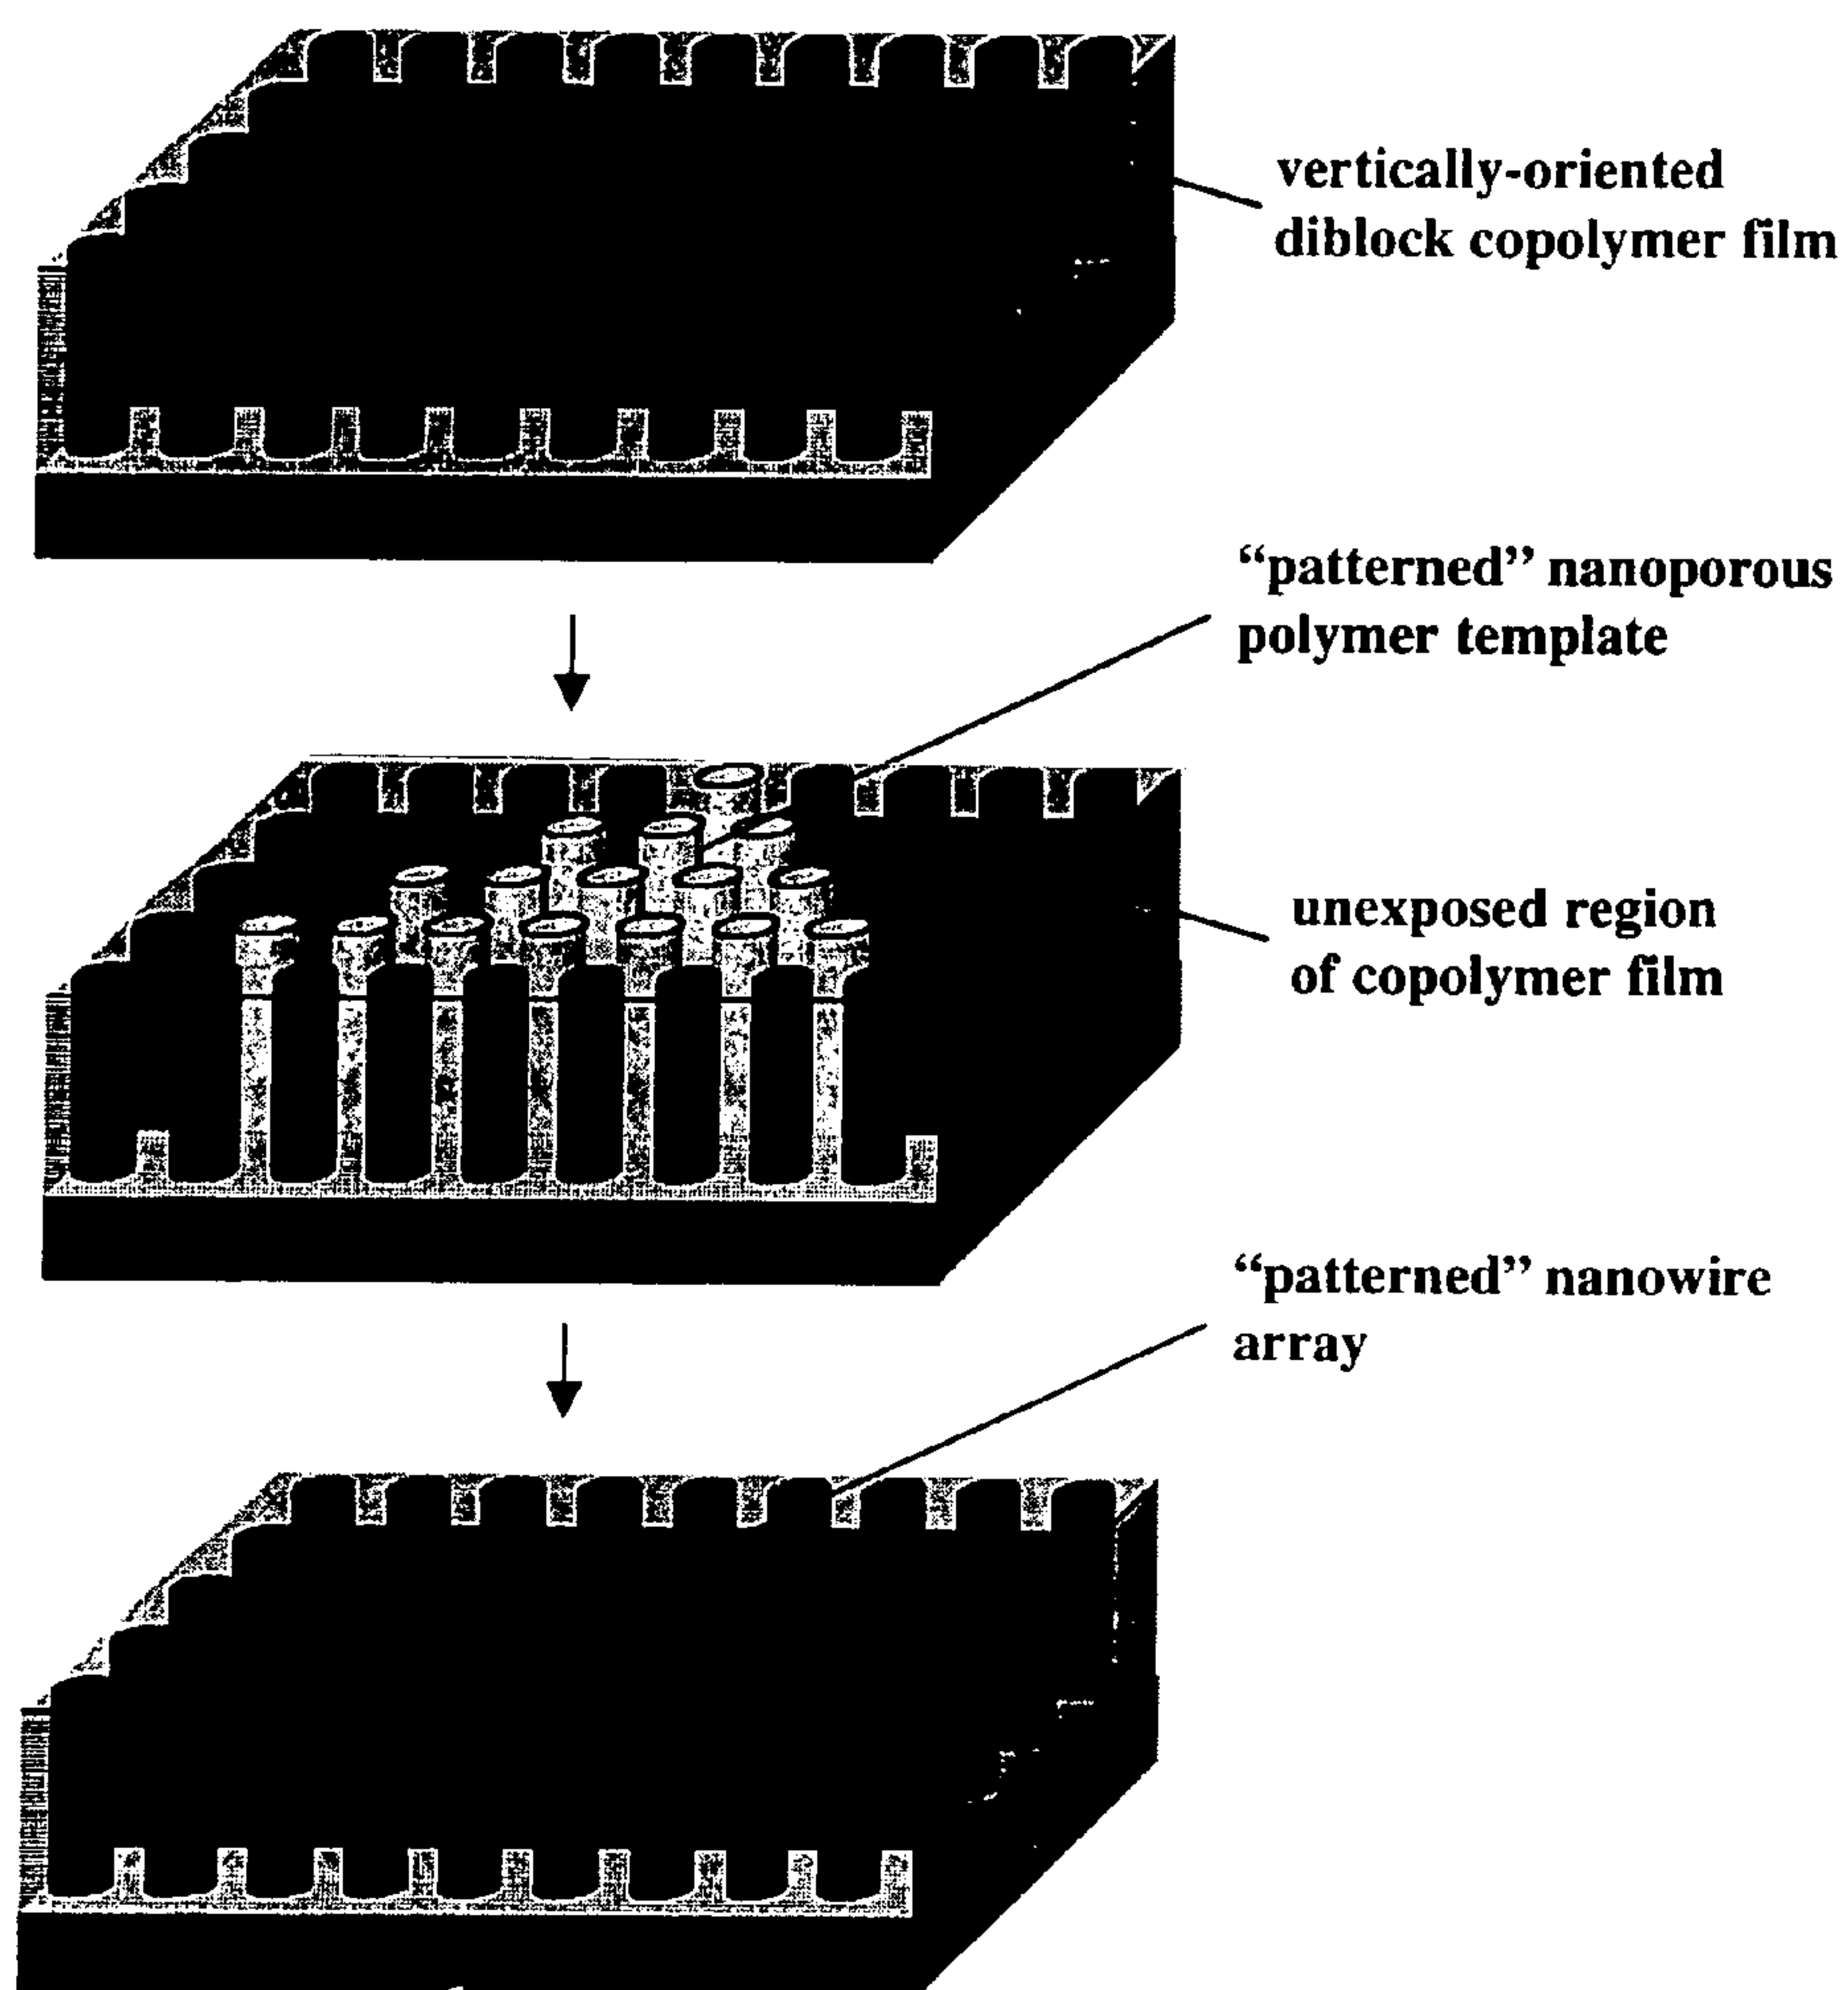 vertically-oriented
diblock copolymer film
“patterned” nanoporous
polymer template
unexposed region
of copolymer film
“patterned” nanowire
array